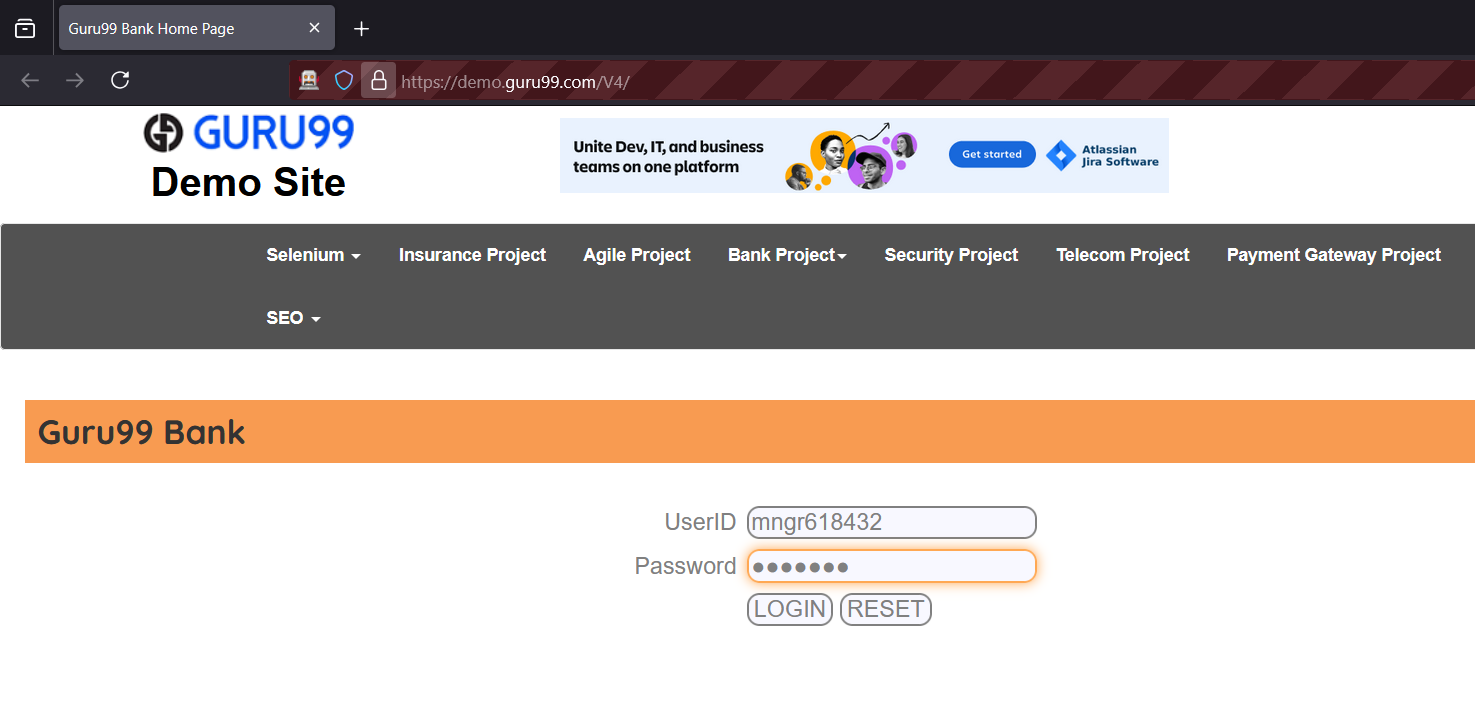 Guru99 Bank Home Page
https://demo.guru99.com/V4/
GURU99
Demo Site
Unite Dev, IT, and business
teams on one platform
Get started
Atlassian
Jira Software
Selenium Insurance Project Agile Project Bank Project Security Project Telecom Project Payment Gateway Project
SEO
Guru99 Bank
UserID mngr618432
Password •••••••
LOGIN RESET